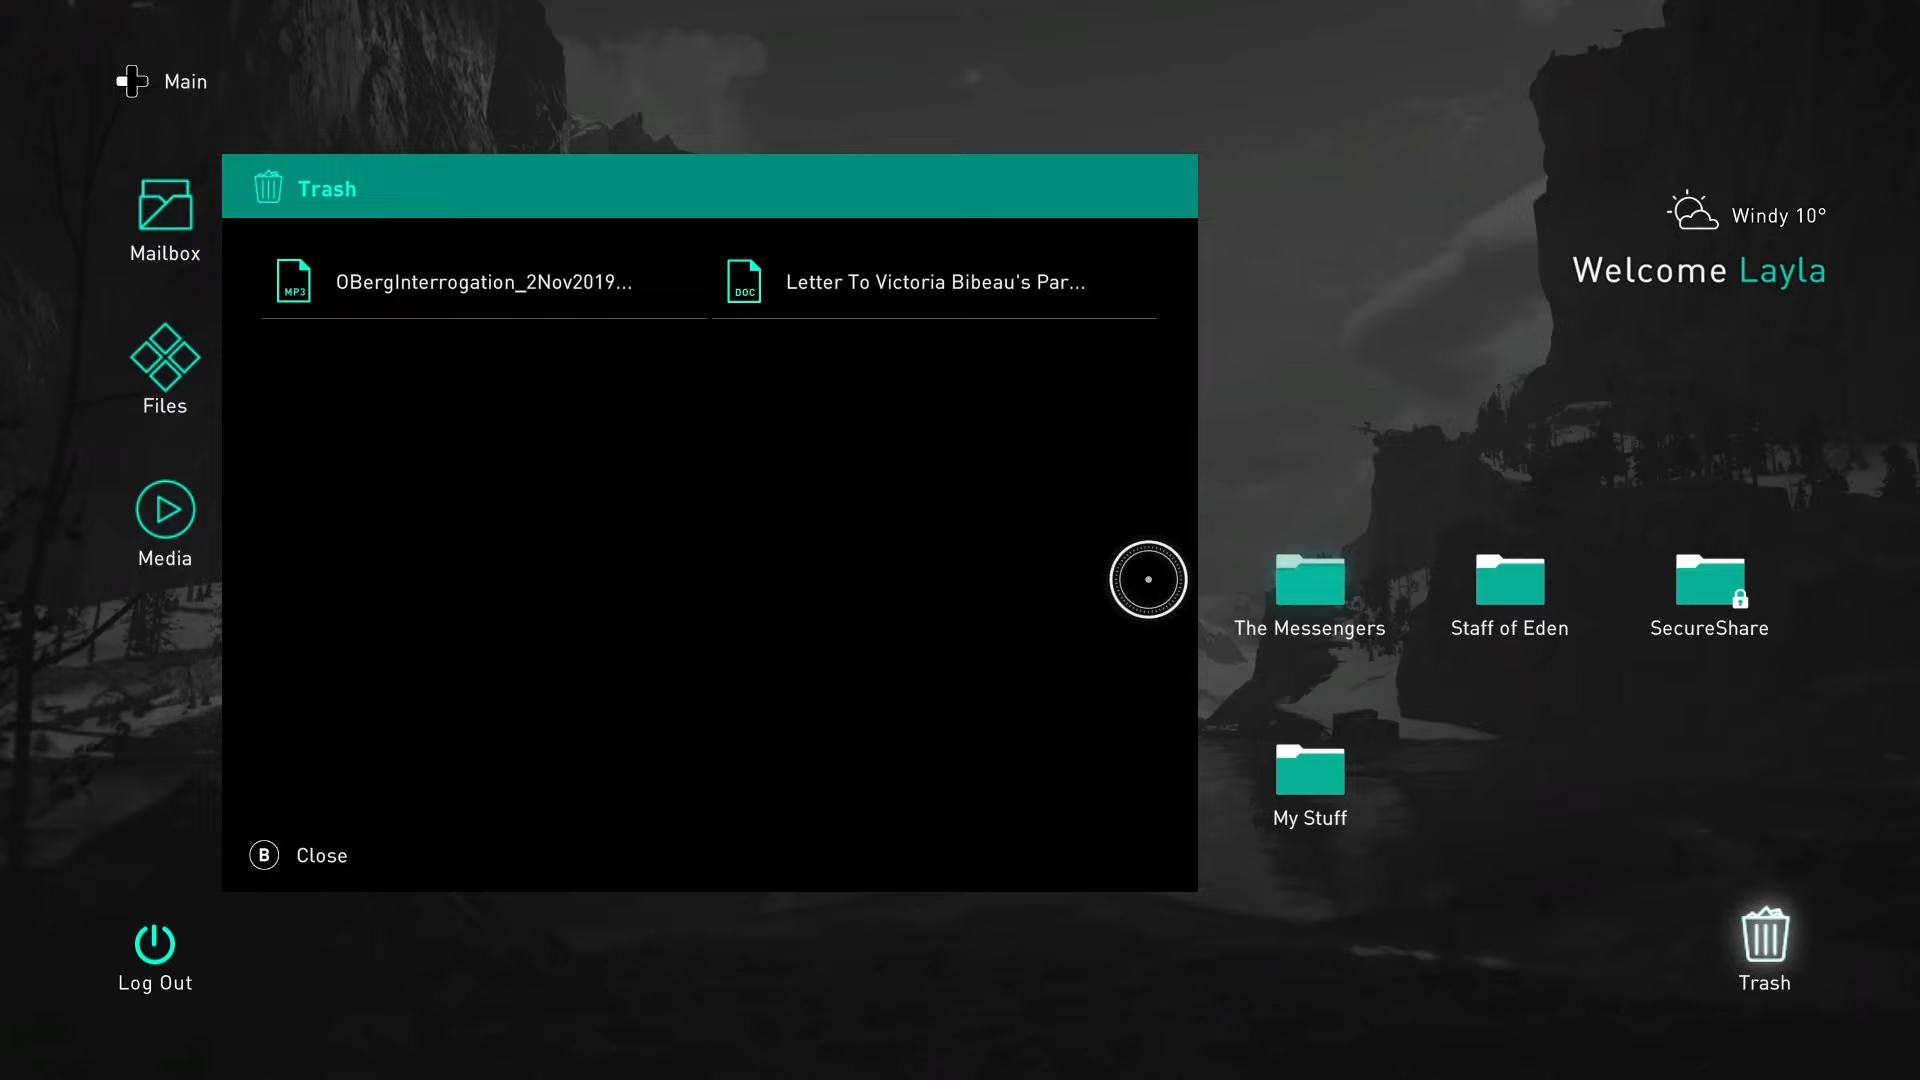 Main
Trash
Mailbox
Files
Media
MP3
OBergInterrogation_2Nov2019...
DOC
Letter To Victoria Bibeau's Par...
B Close
Log Out
Windy 10°
Welcome Layla
The Messengers
Staff of Eden
SecureShare
My Stuff
Trash